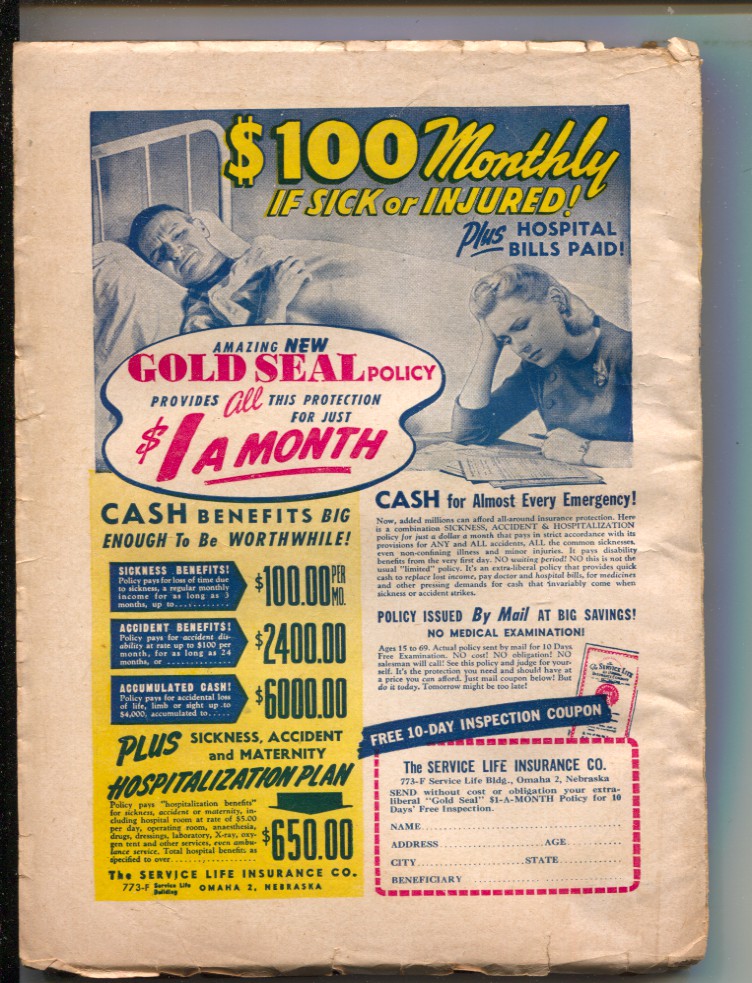 $100 Monthly
IF SICK or INJURED!
Plus HOSPITAL
BILLS PAID!
AMAZING NEW
GOLD SEAL POLICY
PROVIDES All THIS PROTECTION
FOR JUST
$1 A MONTH
CASH BENEFITS BIG
ENOUGH To Be WORTHWHILE!
SICKNESS BENEFITS!
Policy pays for loss of time due
to sickness, a regular monthly
income for as long as 3
months, up to............
$100.00 PER
MO.
ACCIDENT BENEFITS!
Policy pays for accident dis-
ability at rate up to $100 per
month, for as long as 24
months, or ..............
$2400.00
ACCUMULATED CASH!
Policy pays for accidental loss
of life, limb or sight up to
$4,000, accumulated to.....
$6000.00
PLUS SICKNESS, ACCIDENT
and MATERNITY
HOSPITALIZATION PLAN
Policy pays "hospitalization benefits"
for sickness, accident or maternity, in-
cluding hospital room at rate of $5.00
per day, operating room, anaesthesia,
drugs, dressings, laboratory, X-ray, oxy-
gen tent and other services, even ambu-
lance service. Total hospital benefits as
specified to over....................
$650.00
The SERVICE LIFE INSURANCE CO.
773-F Service Life
Building OMAHA 2, NEBRASKA
CASH for Almost Every Emergency!
Now, added millions can afford all-around insurance protection. Here
is a combination SICKNESS, ACCIDENT & HOSPITALIZATION
policy for just a dollar a month that pays in strict accordance with its
provisions for ANY and ALL accidents, ALL the common sicknesses,
even non-confining illness and minor injuries. It pays disability
benefits from the very first day. NO waiting period! NO this is not the
usual "limited" policy. It's an extra-liberal policy that provides quick
cash to replace lost income, pay doctor and hospital bills, for medicines
and other pressing demands for cash that invariably come when
sickness or accident strikes.
POLICY ISSUED By Mail AT BIG SAVINGS!
NO MEDICAL EXAMINATION!
Ages 15 to 69. Actual policy sent by mail for 10 Days
Free Examination. NO cost! NO obligation! NO
salesman will call! See this policy and judge for your-
self. It's the protection you need and should have at
a price you can afford. Just mail coupon below! But
do it today. Tomorrow might be too late!
FREE 10-DAY INSPECTION COUPON
The SERVICE LIFE INSURANCE CO.
773-F Service Life Bldg., Omaha 2, Nebraska
SEND without cost or obligation your extra-
liberal "Gold Seal" $1-A-MONTH Policy for 10
Days' Free Inspection.
NAME
ADDRESS AGE
CITY STATE
BENEFICIARY